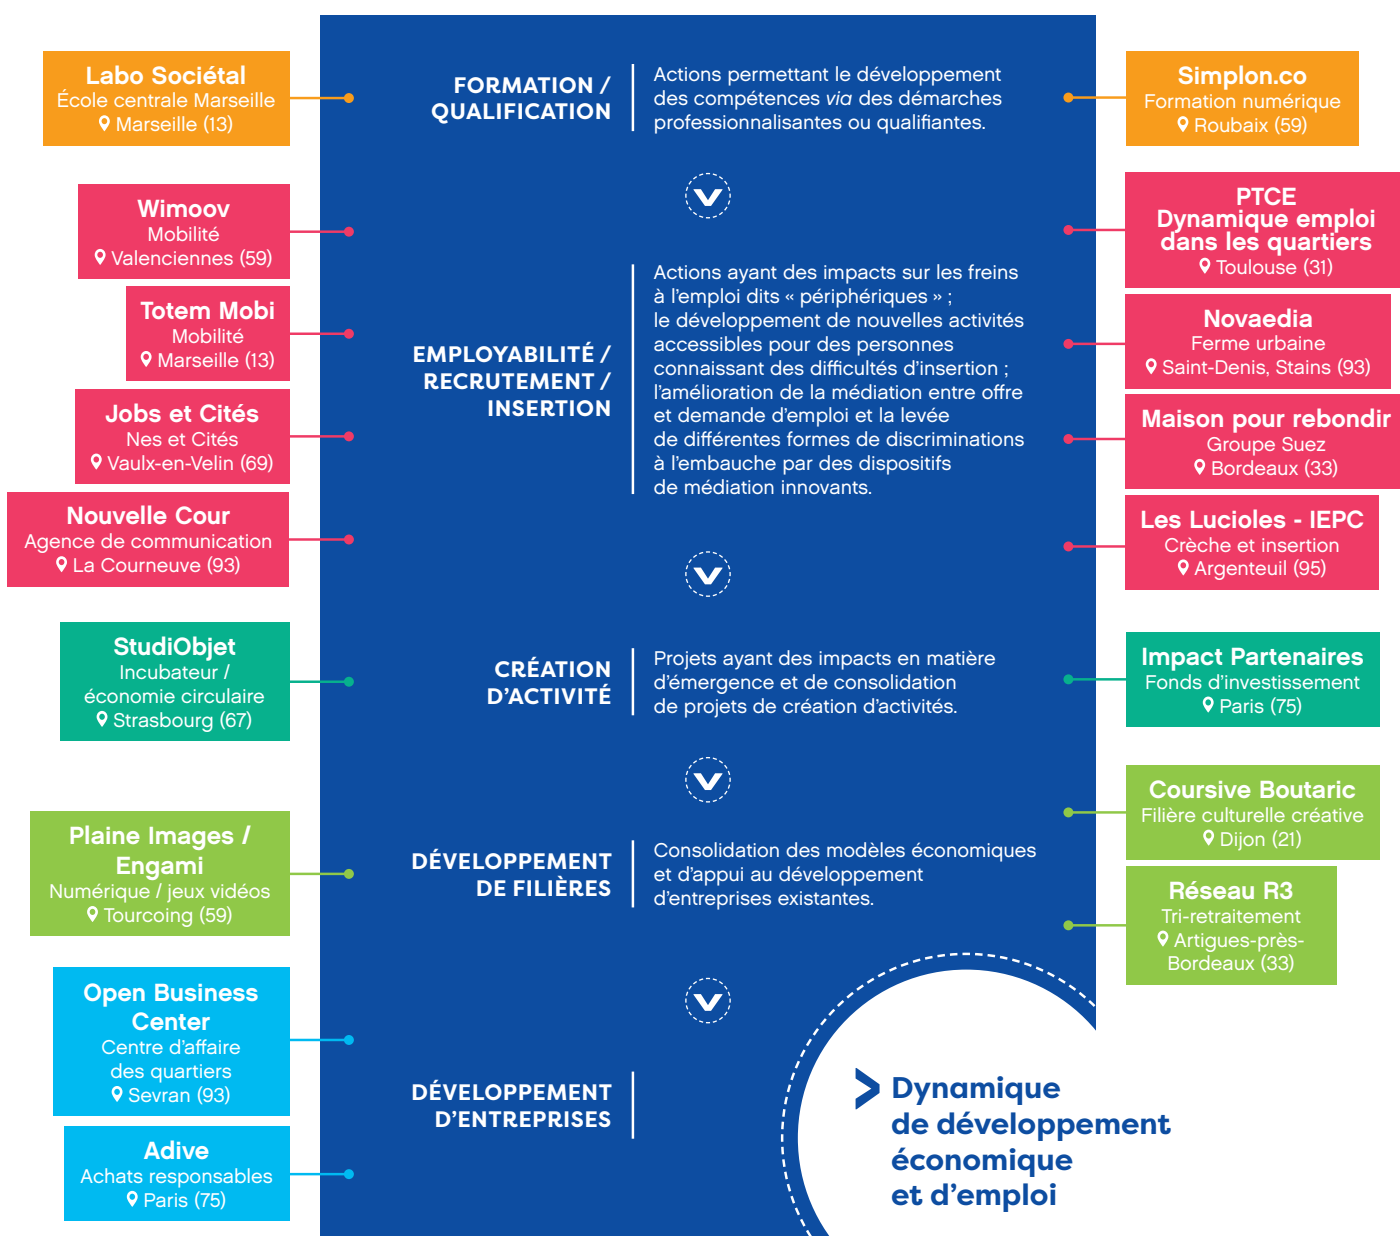 Labo Sociétal
École centrale Marseille
Marseille (13)
FORMATION /
QUALIFICATION
Actions permettant le développement
des compétences via des démarches
professionnalisantes ou qualifiantes.
Simplon.co
Formation numérique
Roubaix (59)
Wimoov
Mobilité
Valenciennes (59)
Totem Mobi
Mobilité
Marseille (13)
Jobs et Cités
Nes et Cités
Vaulx-en-Velin (69)
Nouvelle Cour
Agence de communication
La Courneuve (93)
EMPLOYABILITÉ /
RECRUTEMENT /
INSERTION
Actions ayant des impacts sur les freins
à l’emploi dits « périphériques » ;
le développement de nouvelles activités
accessibles pour des personnes
connaissant des difficultés d’insertion ;
l’amélioration de la médiation entre offre
et demande d’emploi et la levée
de différentes formes de discriminations
à l’embauche par des dispositifs
de médiation innovants.
PTCE
Dynamique emploi
dans les quartiers
Toulouse (31)
Novaedia
Ferme urbaine
Saint-Denis, Stains (93)
Maison pour rebondir
Groupe Suez
Bordeaux (33)
Les Lucioles - IEPC
Crèche et insertion
Argenteuil (95)
StudiObjet
Incubateur /
économie circulaire
Strasbourg (67)
CRÉATION
D’ACTIVITÉ
Projets ayant des impacts en matière
d’émergence et de consolidation
de projets de création d’activités.
Impact Partenaires
Fonds d’investissement
Paris (75)
Plaine Images /
Engami
Numérique / jeux vidéos
Tourcoing (59)
DÉVELOPPEMENT
DE FILIÈRES
Consolidation des modèles économiques
et d’appui au développement
d’entreprises existantes.
Coursive Boutaric
Filière culturelle créative
Dijon (21)
Réseau R3
Tri-retraitement
Artigues-près-
Bordeaux (33)
Open Business
Center
Centre d’affaire
des quartiers
Sevran (93)
Adive
Achats responsables
Paris (75)
DÉVELOPPEMENT
D’ENTREPRISES
Dynamique
de développement
économique
et d’emploi